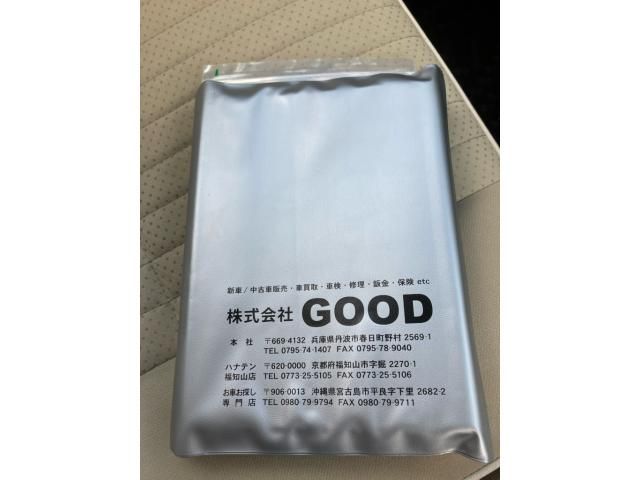 新車/中古車販売・車買取・車検・修理・鈑金・保険 etc
株式会社 GOOD
本 社 〒669-4132 兵庫県丹波市春日町野村 2569-1
TEL 0795-74-1407 FAX 0795-78-9040
ハナテン 〒620-0000 京都府福知山市字掘 2270-1
福知山店 TEL 0773-25-5105 FAX 0773-25-5106
お車お探し 〒906-0013 沖縄県宮古島市平良字下里 2682-2
専 門 店 TEL 0980-79-9794 FAX 0980-79-9711